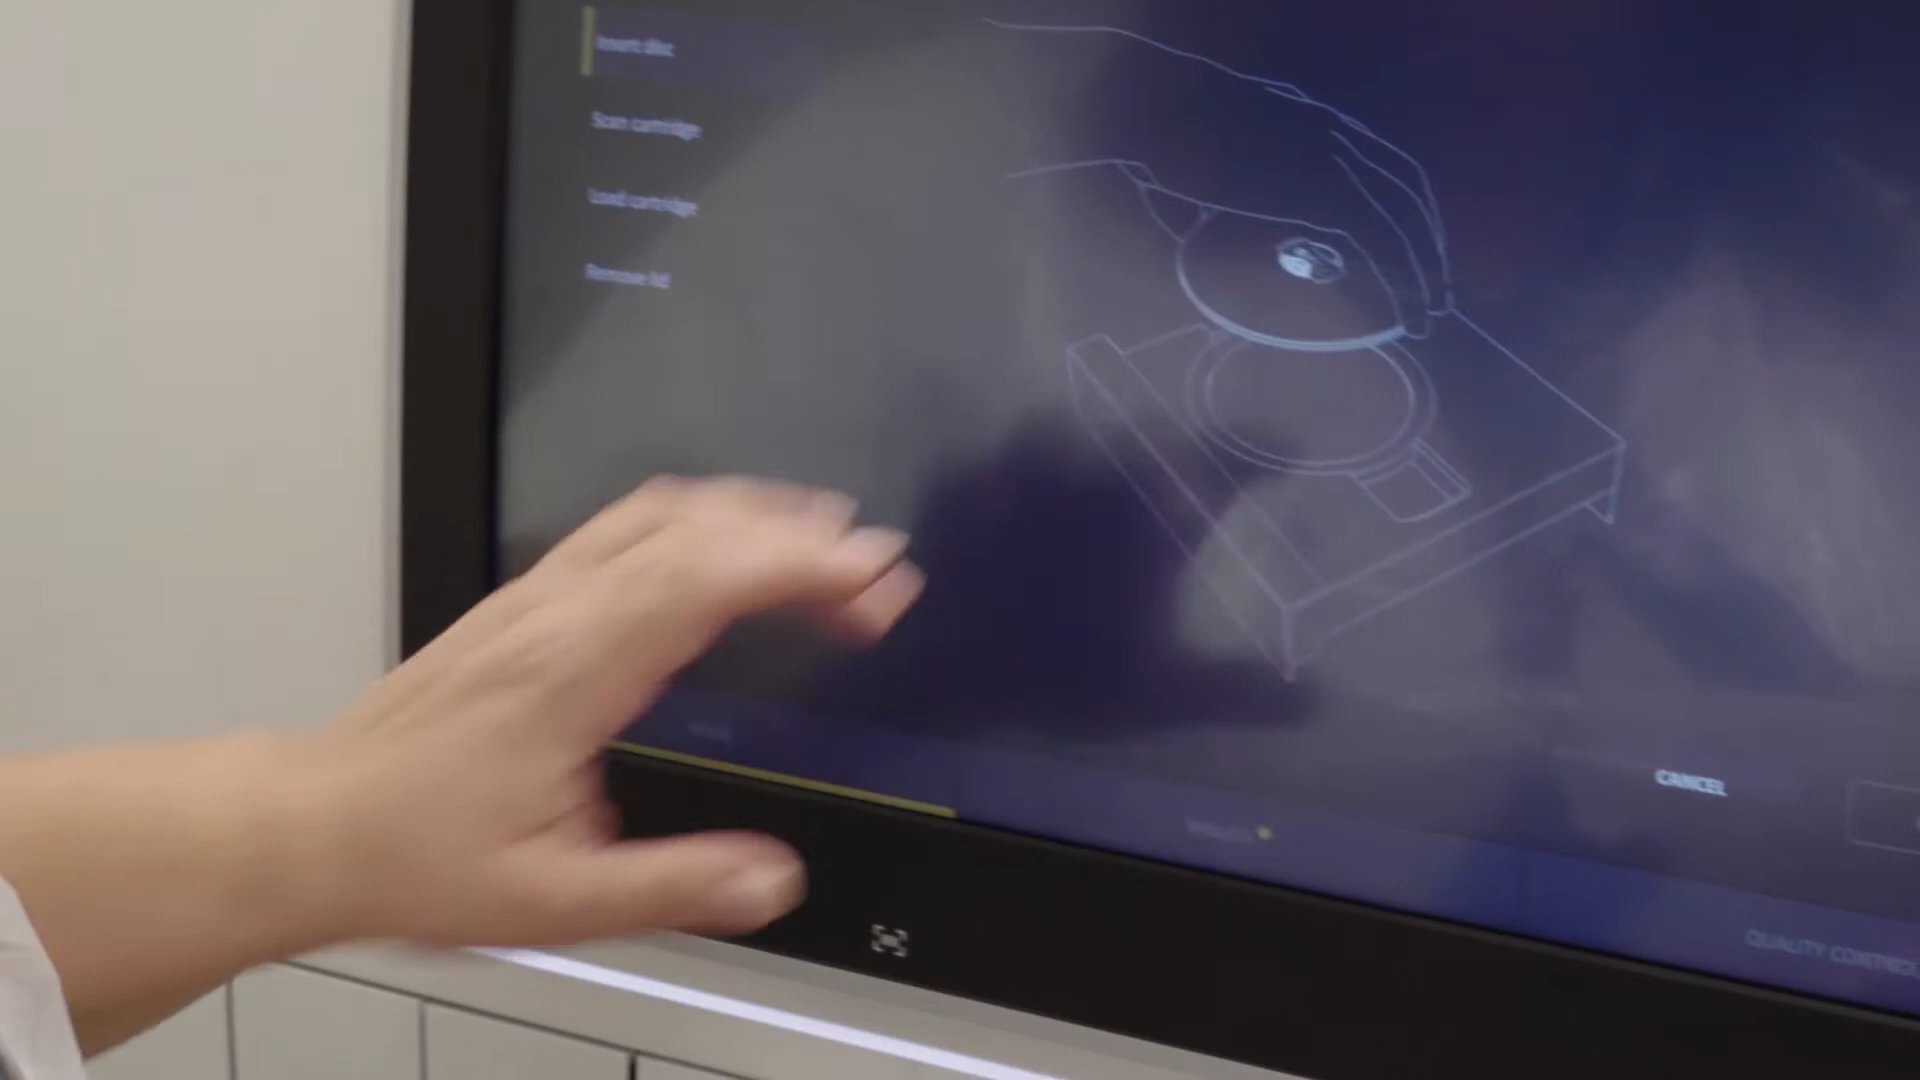 Insert disc
Scan cartridge
Load cartridge
Remove lid
CANCEL
QUALITY CONTROL